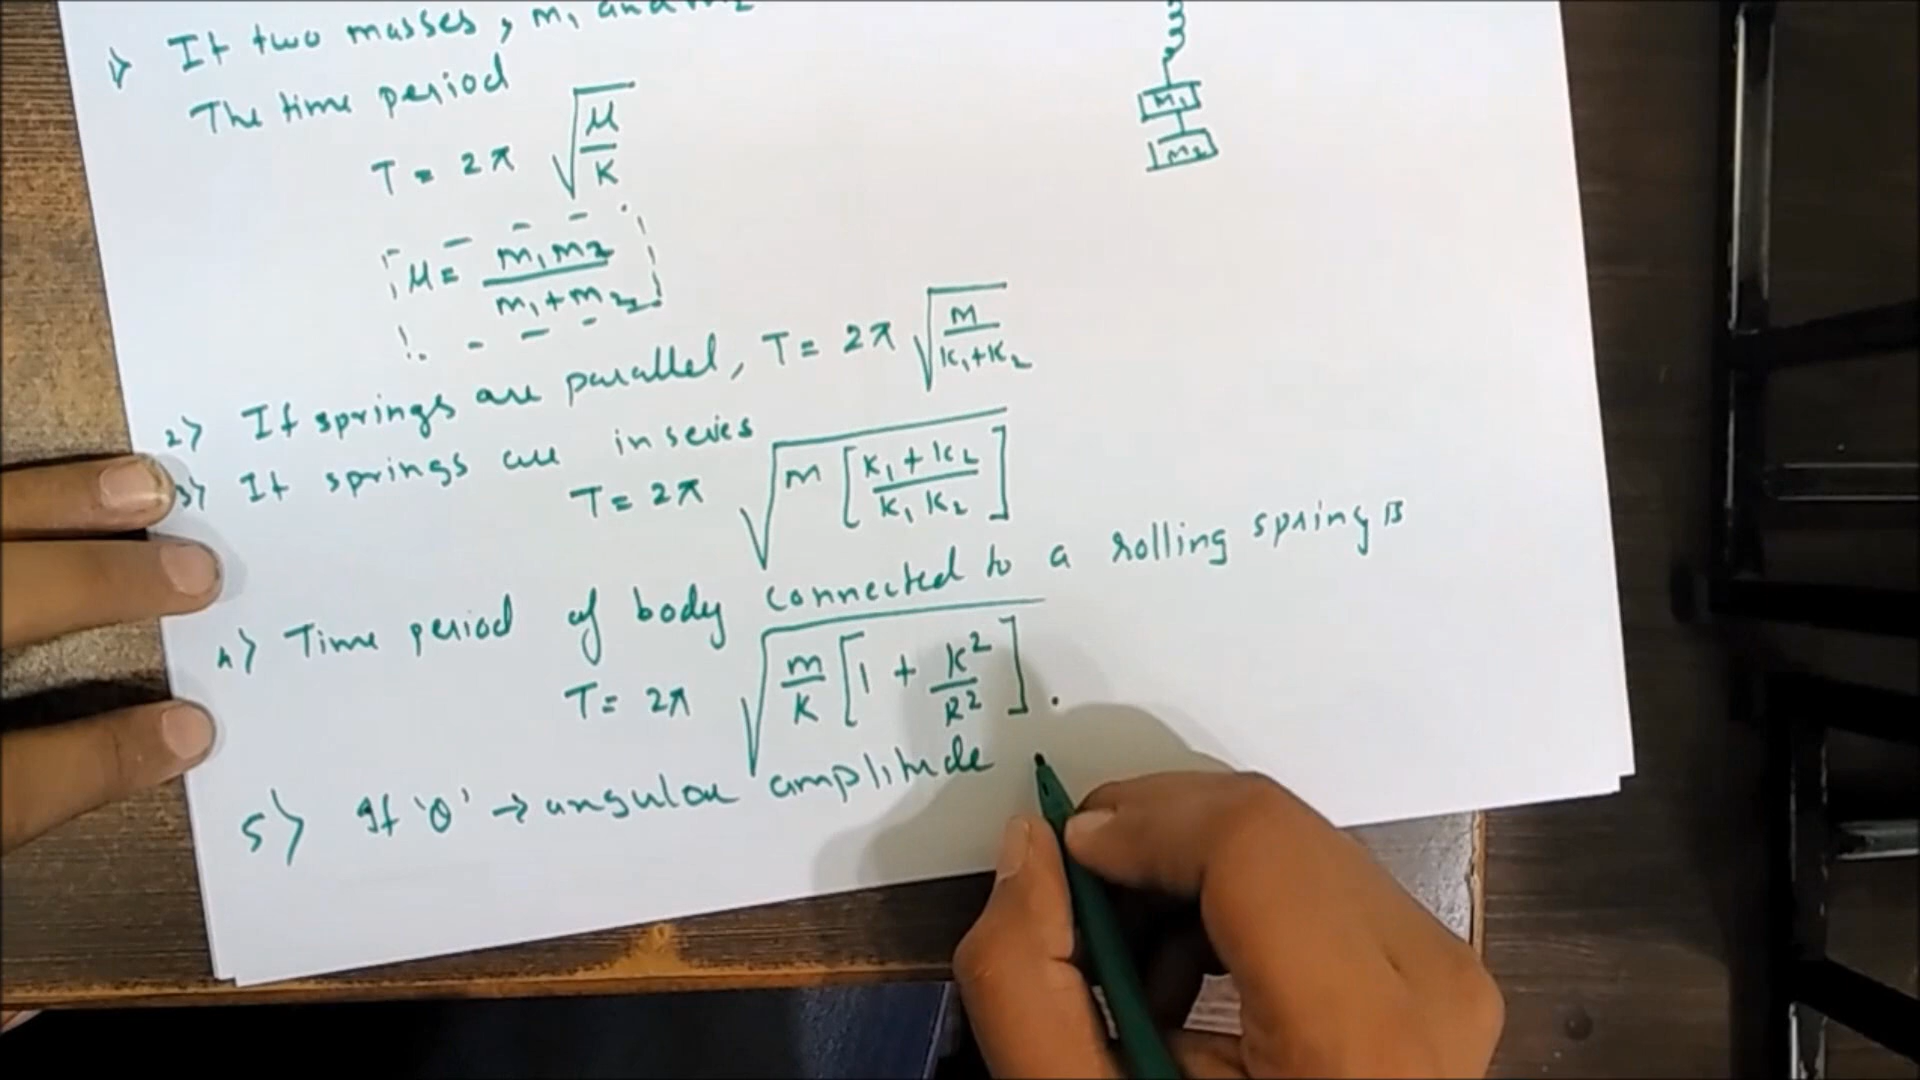 1) If two masses, m1 and m2
The time period
T = 2π √(μ/K)
μ = m1m2/(m1+m2)
M1
M2
2) If springs are parallel, T = 2π √(M/(K1+K2))
3) If springs are in series
T = 2π √(m[(K1+K2)/(K1K2)])
4) Time period of body connected to a rolling spring is
T = 2π √(m/K[1 + K²/R²]).
5) If 'θ' → angular amplitude